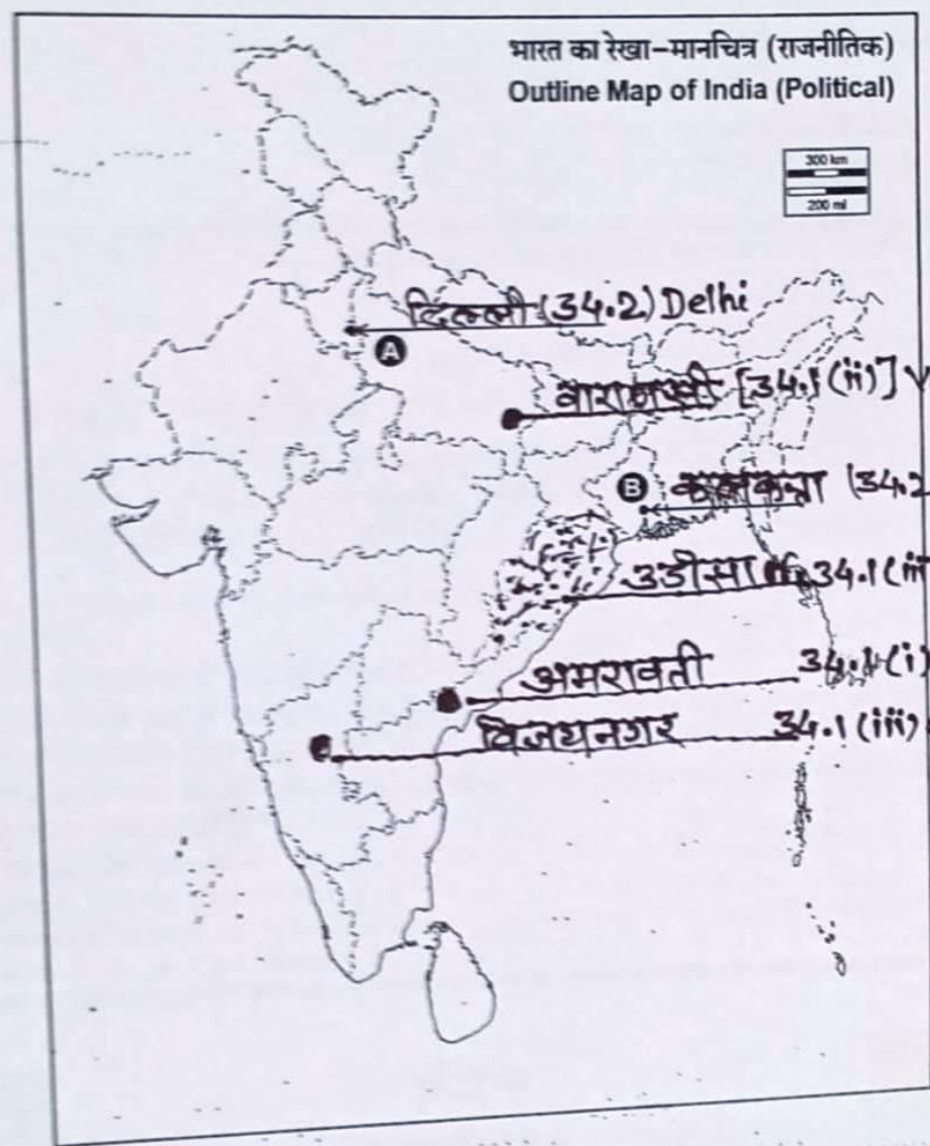 भारत का रेखा-मानचित्र (राजनीतिक)
Outline Map of India (Political)
300 km
200 mi
दिल्ली (34.2) Delhi
A
वाराणसी [34.1 (ii)] V
B
कोलकत्ता (34.2
उडीसा 34.1 (iii
अमरावती 34.1 (i)
विजयनगर 34.1 (iii)